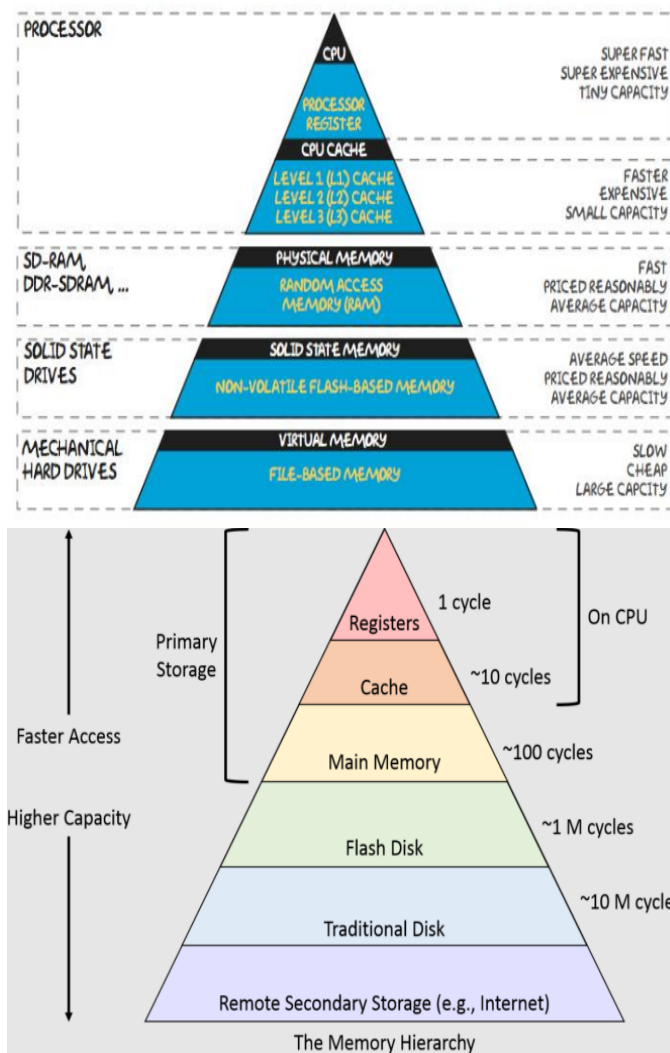 PROCESSOR
CPU
PROCESSOR
REGISTER
SUPER FAST
SUPER EXPENSIVE
TINY CAPACITY
CPU CACHE
LEVEL 1 (L1) CACHE
LEVEL 2 (L2) CACHE
LEVEL 3 (L3) CACHE
FASTER
EXPENSIVE
SMALL CAPACITY
SD-RAM,
DDR-SDRAM, ...
PHYSICAL MEMORY
RANDOM ACCESS
MEMORY (RAM)
FAST
PRICED REASONABLY
AVERAGE CAPACITY
SOLID STATE
DRIVES
SOLID STATE MEMORY
NON-VOLATILE FLASH-BASED MEMORY
AVERAGE SPEED
PRICED REASONABLY
AVERAGE CAPACITY
MECHANICAL
HARD DRIVES
VIRTUAL MEMORY
FILE-BASED MEMORY
SLOW
CHEAP
LARGE CAPCITY
Faster Access
Higher Capacity
Primary
Storage
Registers
1 cycle
On CPU
Cache
~10 cycles
Main Memory
~100 cycles
Flash Disk
~1 M cycles
Traditional Disk
~10 M cycle
Remote Secondary Storage (e.g., Internet)
The Memory Hierarchy